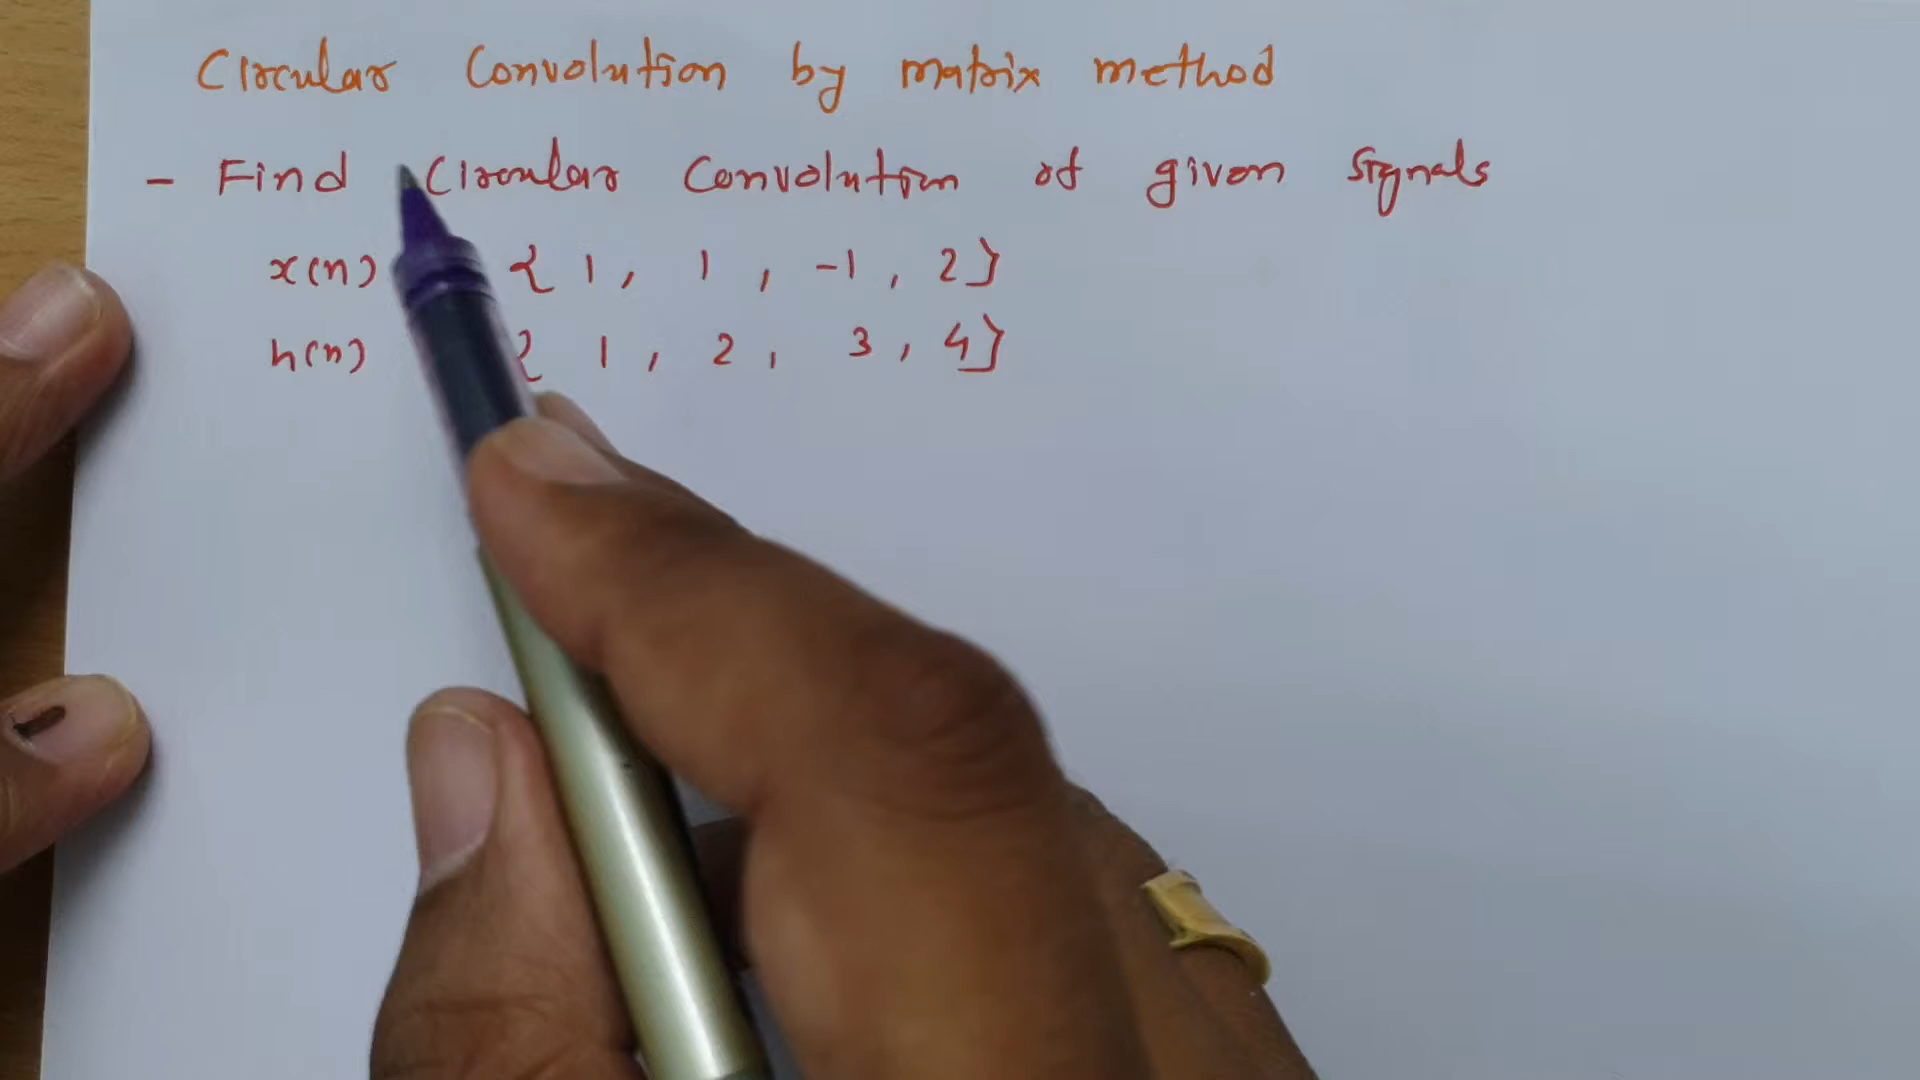 Circular Convolution by matrix method
- Find Circular Convolution of given Signals
x(n) { 1, 1, -1, 2}
h(n) { 1, 2, 3, 4}